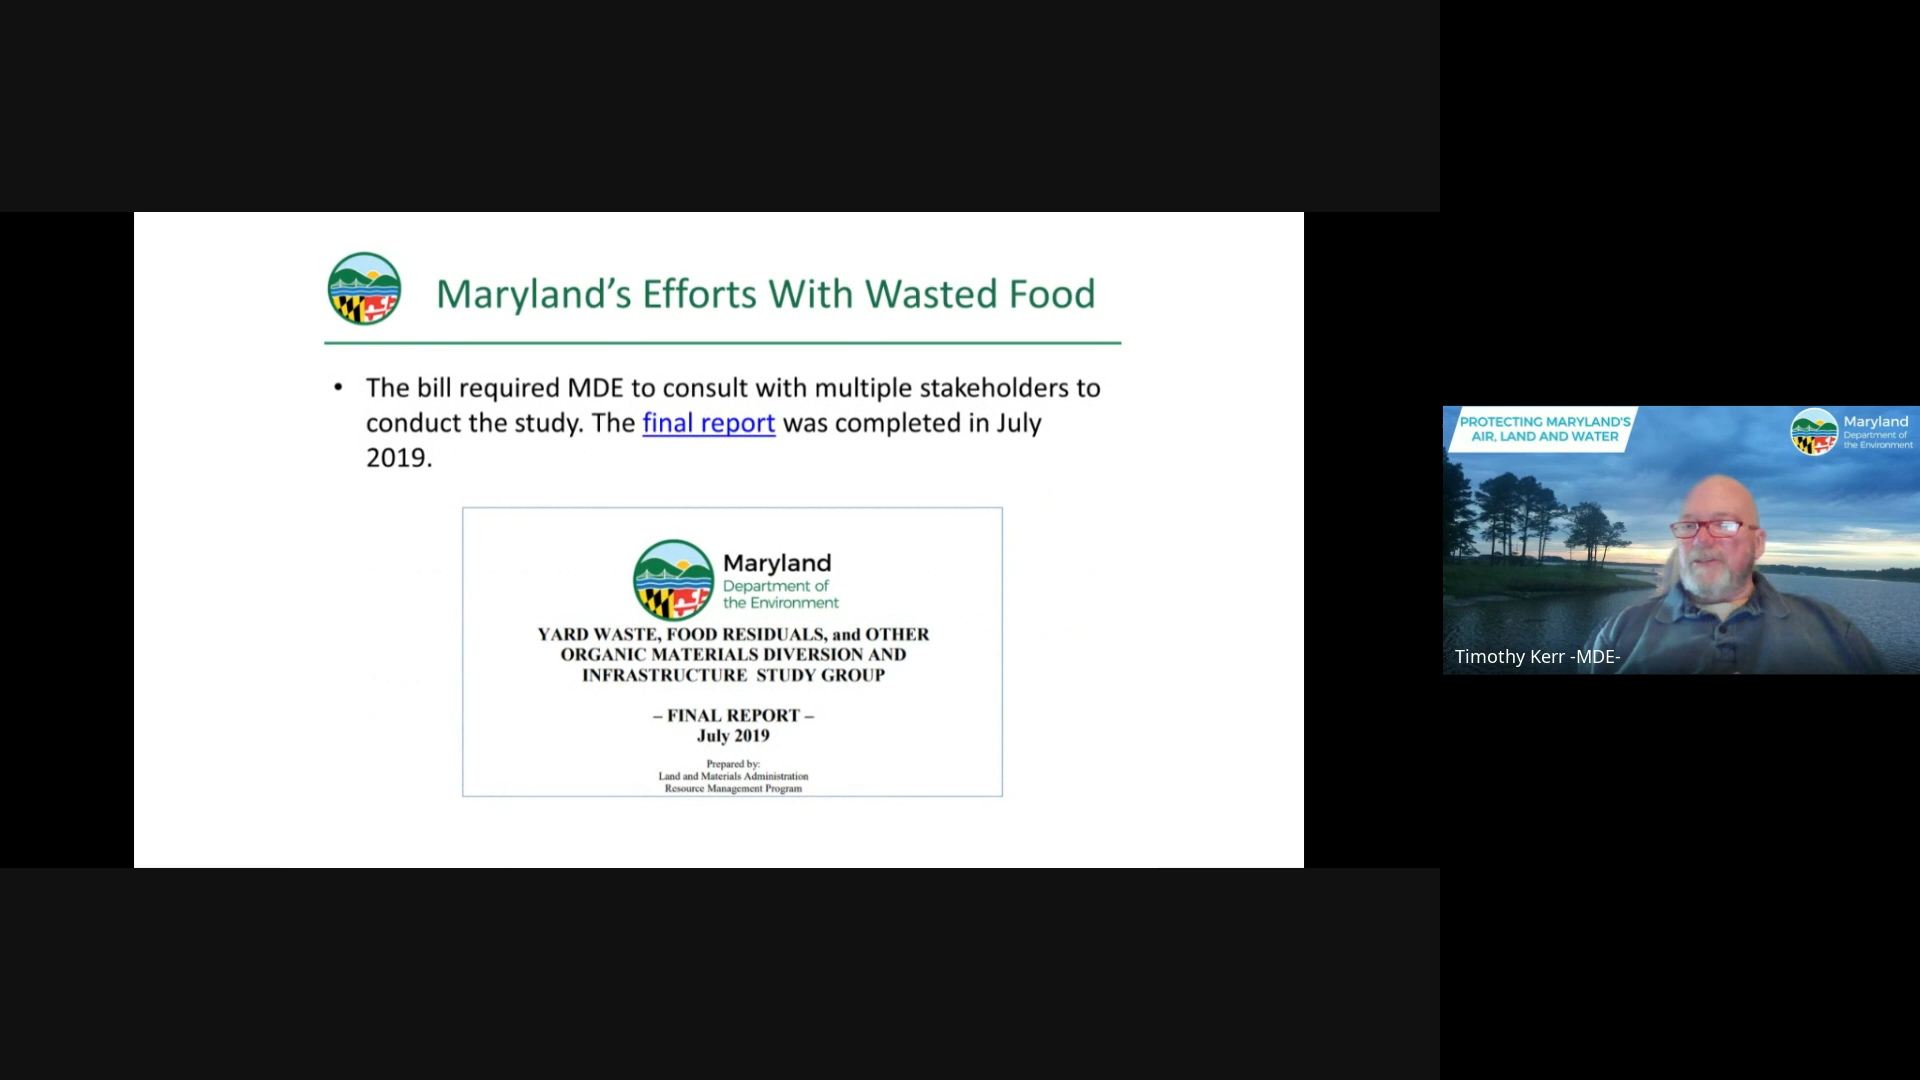 Maryland's Efforts With Wasted Food
• The bill required MDE to consult with multiple stakeholders to
conduct the study. The final report was completed in July
2019.
Maryland
Department of
the Environment
YARD WASTE, FOOD RESIDUALS, and OTHER
ORGANIC MATERIALS DIVERSION AND
INFRASTRUCTURE STUDY GROUP
– FINAL REPORT –
July 2019
Prepared by:
Land and Materials Administration
Resource Management Program
PROTECTING MARYLAND'S
AIR, LAND AND WATER
Maryland
Department of
the Environment
Timothy Kerr -MDE-